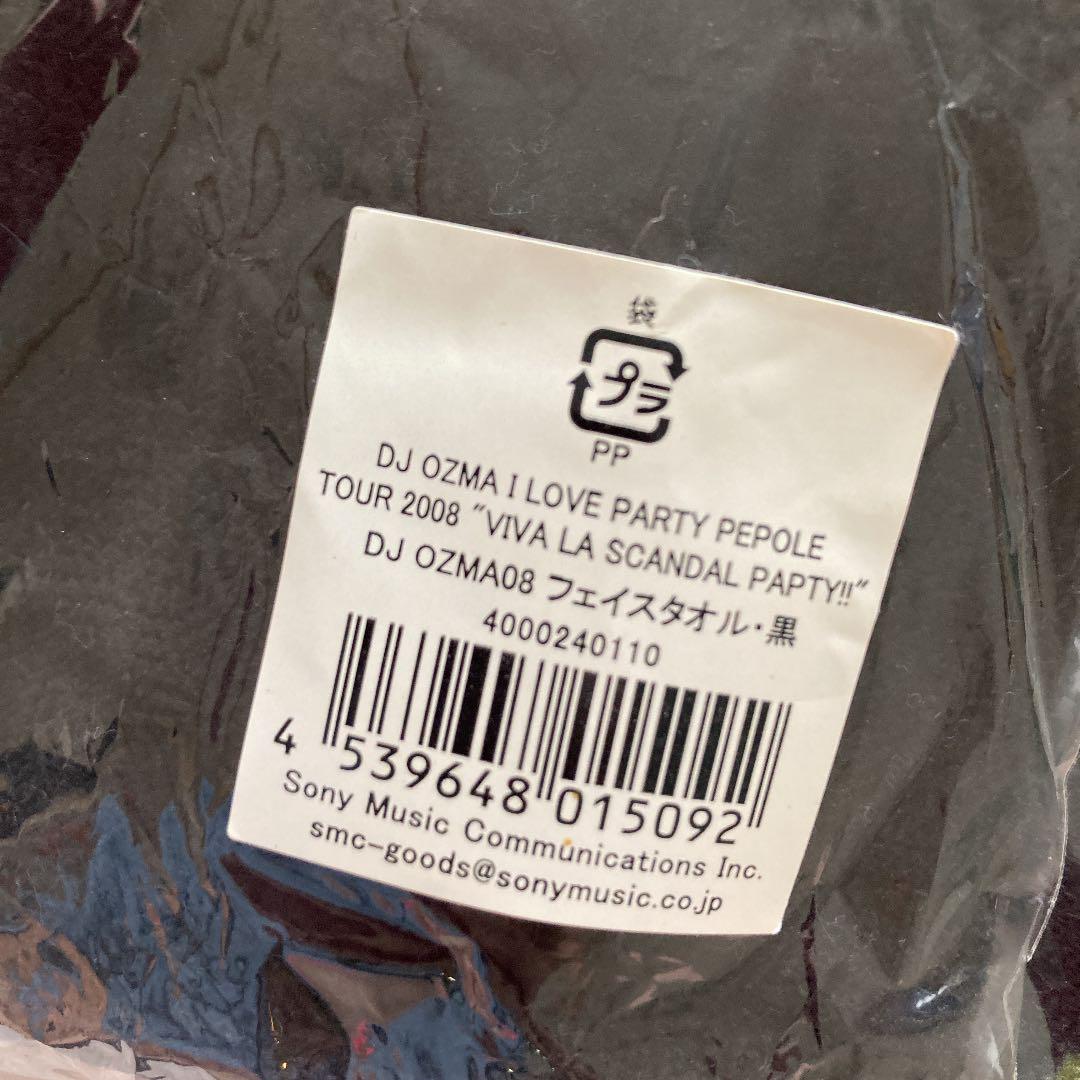 袋
プラ
PP
DJ OZMA I LOVE PARTY PEPOLE
TOUR 2008 "VIVA LA SCANDAL PAPTY!!"
DJ OZMA08 フェイスタオル・黒
4000240110
4 539648 015092
Sony Music Communications Inc.
smc-goods@sonymusic.co.jp